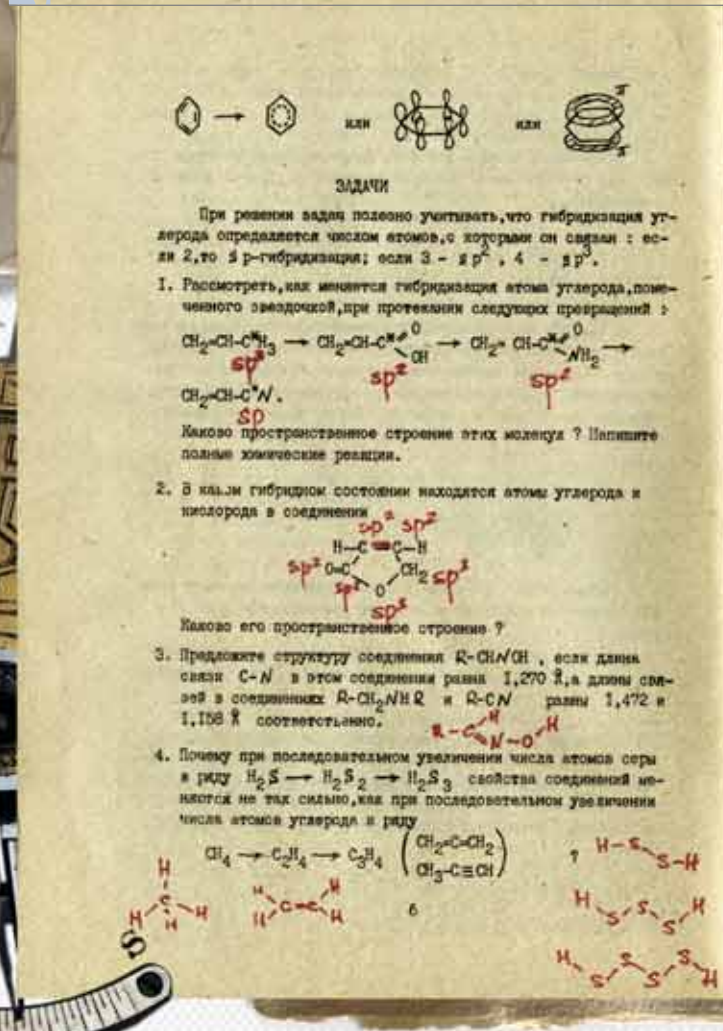 или
или
ЗАДАЧИ
При решении задач полезно учитывать,что гибридизация уг-
лерода определяется числом атомов,с которыми он связан : ес-
ли 2,то sp-гибридизация; если 3 - sp², 4 - sp³.
1. Рассмотреть,как меняется гибридизация атома углерода,поме-
ченного звездочкой,при протекании следующих превращений :
CH₂=CH-C*H₃ → CH₂=CH-C* O OH → CH₂= CH-C* O NH₂ →
sp³ sp² sp²
CH₂=CH-C*N.
sp
Каково пространственное строение этих молекул ? Напишите
полные химические реакции.
2. В каком гибридном состоянии находятся атомы углерода и
кислорода в соединении
sp² sp²
H-C=C-H
sp² O=C CH₂ sp³
sp² O
sp³
Каково его пространственное строение ?
3. Предложите структуру соединения R-CHNOH , если длина
связи C-N в этом соединении равна 1,270 Å,а длины свя-
зей в соединениях R-CH₂NHR и R-CN равны 1,472 и
1,158 Å соответственно.
R-C H N-O H
4. Почему при последовательном увеличении числа атомов серы
в ряду H₂S → H₂S₂ → H₂S₃ свойства соединений ме-
няются не так сильно,как при последовательном увеличении
числа атомов углерода в ряду
CH₄ → C₂H₄ → C₃H₄ (CH₂=C=CH₂
CH₃-C≡CH) ?
H-S S-H
H C H H H
H H C=C H H
H S S S H
H S S S S H
6
S